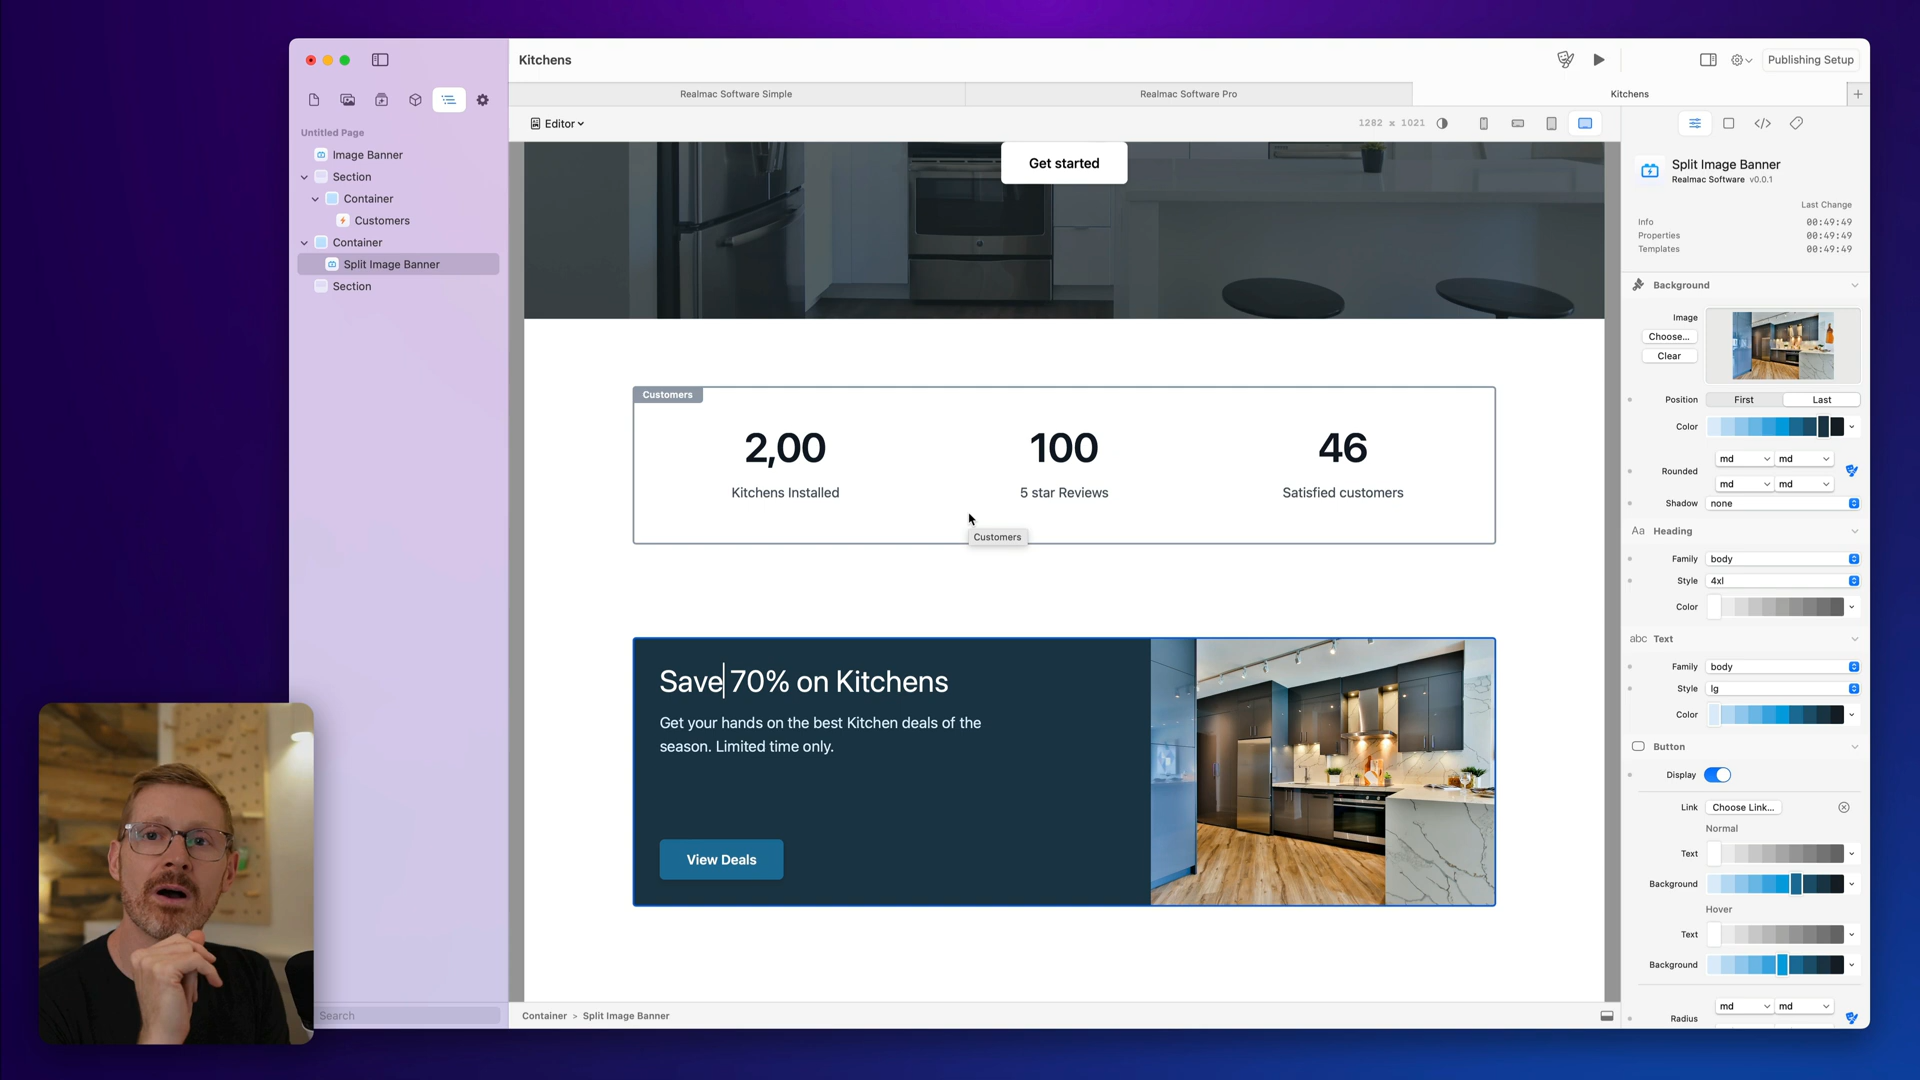 Kitchens
Publishing Setup
Realmac Software Simple
Realmac Software Pro
Kitchens
Editor
1282 x 1021
Untitled Page
Image Banner
Section
Container
Customers
Container
Split Image Banner
Section
Search
Get started
Customers
2,00
Kitchens Installed
100
5 star Reviews
46
Satisfied customers
Customers
Save 70% on Kitchens
Get your hands on the best Kitchen deals of the
season. Limited time only.
View Deals
Container > Split Image Banner
Split Image Banner
Realmac Software v0.0.1
Last Change
Info 00:49:49
Properties 00:49:49
Templates 00:49:49
Background
Image
Choose...
Clear
Position First Last
Color
Rounded md md
md md
Shadow none
Aa Heading
Family body
Style 4xl
Color
abc Text
Family body
Style lg
Color
Button
Display
Link Choose Link...
Normal
Text
Background
Hover
Text
Background
Radius md md